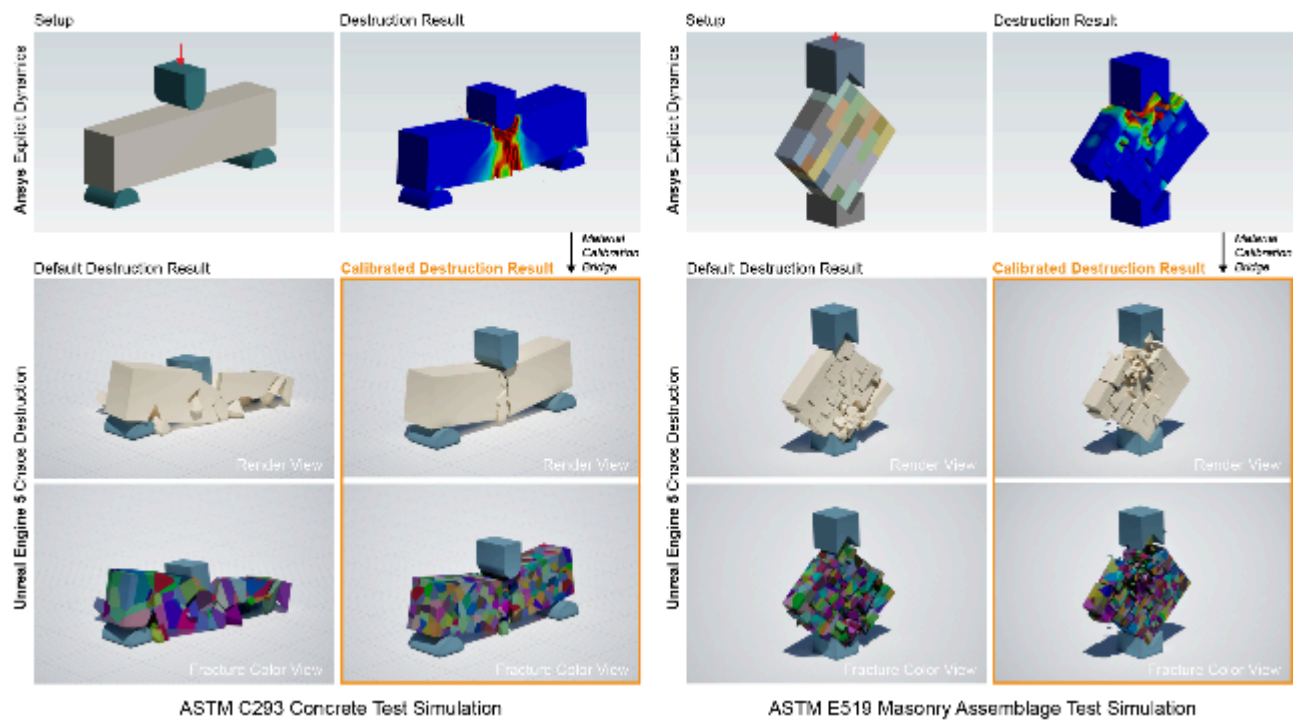 Setup
Destruction Result
Setup
Destruction Result
Ansys Explicit Dynamics
Ansys Explicit Dynamics
Material
Calibration
Bridge
Material
Calibration
Bridge
Default Destruction Result
Calibrated Destruction Result
Default Destruction Result
Calibrated Destruction Result
Unreal Engine 5 Chaos Destruction
Unreal Engine 5 Chaos Destruction
Render View
Render View
Render View
Render View
Fracture Color View
Fracture Color View
Fracture Color View
Fracture Color View
ASTM C293 Concrete Test Simulation
ASTM E519 Masonry Assemblage Test Simulation